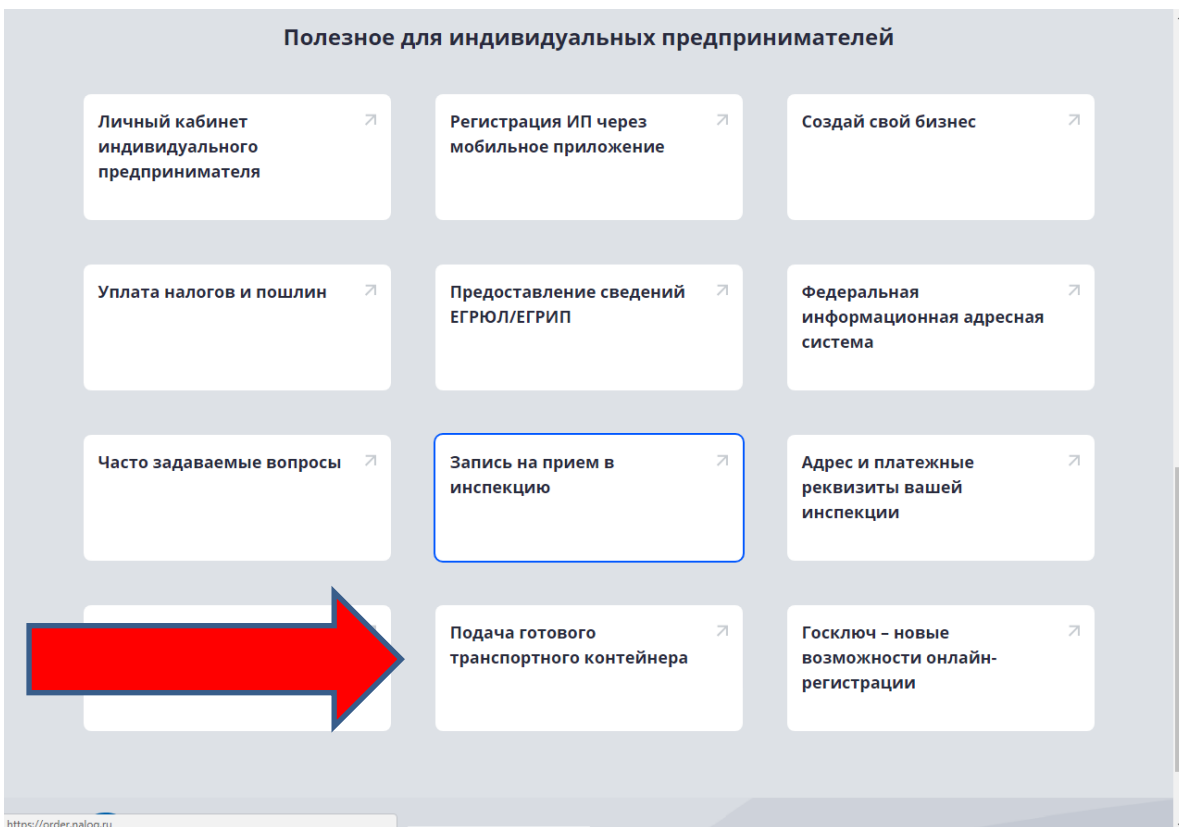 Полезное для индивидуальных предпринимателей
Личный кабинет
индивидуального
предпринимателя
Регистрация ИП через
мобильное приложение
Создай свой бизнес
Уплата налогов и пошлин
Предоставление сведений
ЕГРЮЛ/ЕГРИП
Федеральная
информационная адресная
система
Часто задаваемые вопросы
Запись на прием в
инспекцию
Адрес и платежные
реквизиты вашей
инспекции
Подача готового
транспортного контейнера
Госключ – новые
возможности онлайн-
регистрации
https://order.nalog.ru